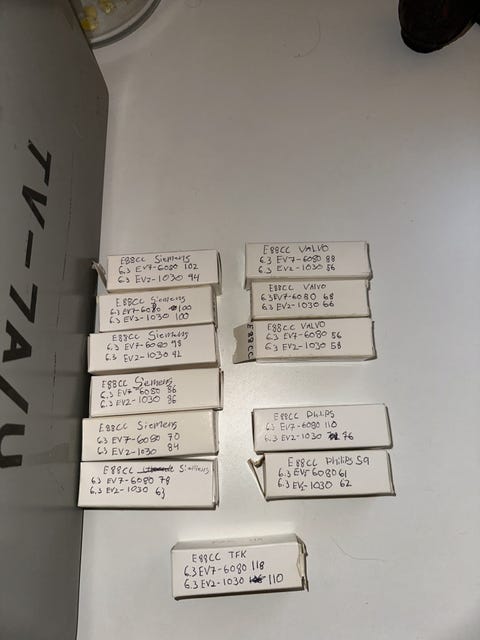 TV-7A/U
E88CC Siemens
6.3 EV7-6080 102
6.3 EV2-1030 94
E88CC Siemens
6.3 EV7-6080 100
6.3 EV2-1030 100
E88CC Siemens
6.3 EV7-6080 98
6.3 EV2-1030 92
E88CC Siemens
6.3 EV7-6080 86
6.3 EV2-1030 86
E88CC Siemens
6.3 EV7-6080 70
6.3 EV2-1030 84
E88CC Siemens
6.3 EV7-6080 78
6.3 EV2-1030 63
E88CC VALVO
6.3 EV7-6080 88
6.3 EV2-1030 56
E88CC VALVO
6.3 EV7-6080 68
6.3 EV2-1030 66
E88CC
E88CC VALVO
6.3 EV7-6080 56
6.3 EV2-1030 58
E88CC PhiliPS
6.3 EV7-6080 110
6.3 EV2-1030 76
E88CC PhiliPS SQ
6.3 EV5 6080 61
6.3 EV2-1030 62
E88CC TFK
6.3 EV7-6080 118
6.3 EV2-1030 110